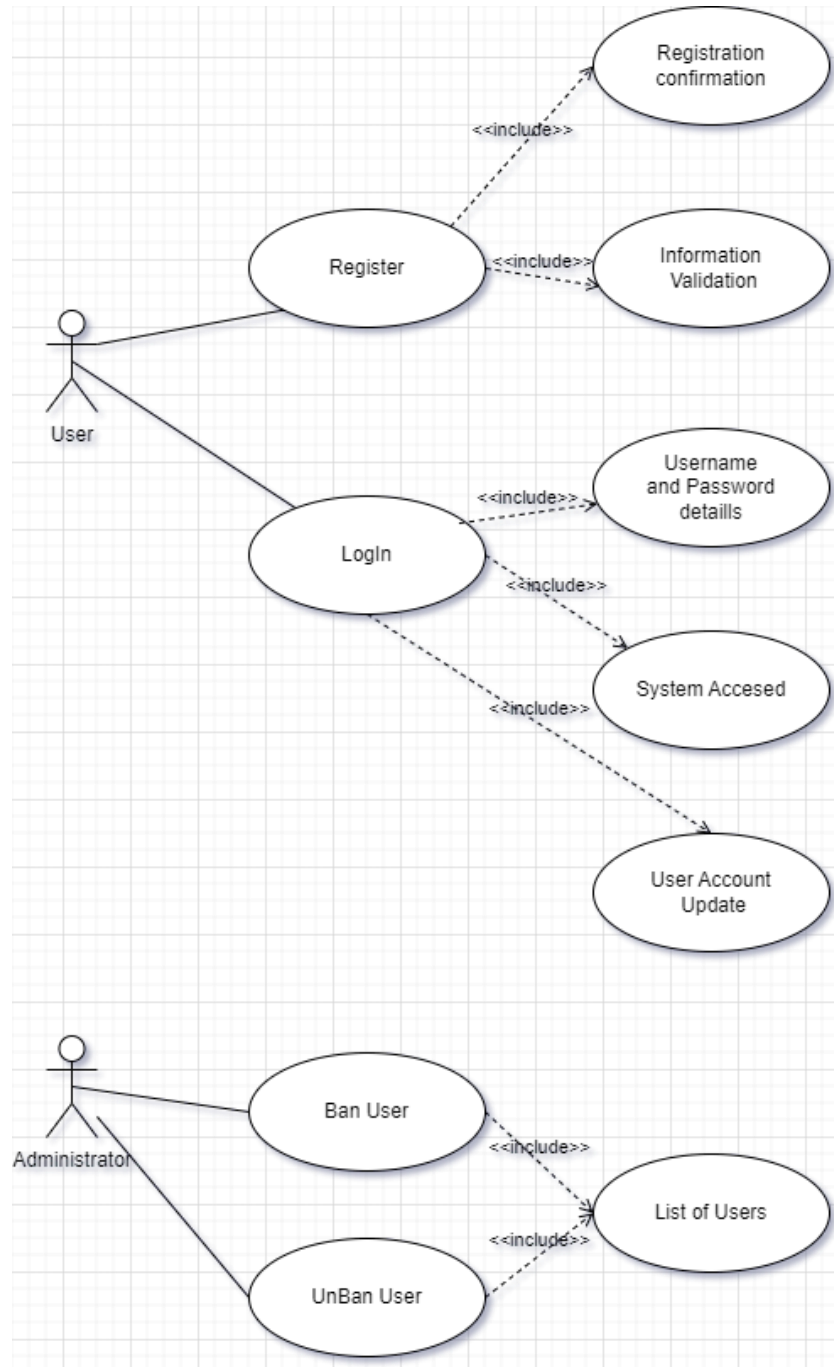 Registration
confirmation
<<include>>
Register
<<include>>
Information
Validation
User
Username
and Password
detaills
<<include>>
LogIn
<<include>>
System Accesed
<<include>>
User Account
Update
Administrator
Ban User
<<include>>
List of Users
<<include>>
UnBan User